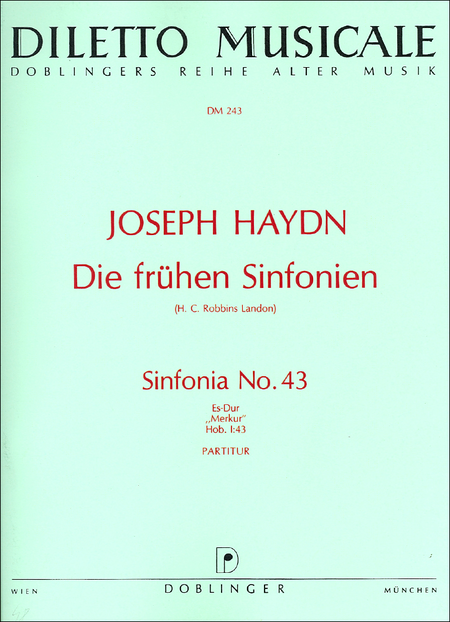 DILETTO MUSICALE
DOBLINGERS REIHE ALTER MUSIK
DM 243
JOSEPH HAYDN
Die frühen Sinfonien
(H. C. Robbins Landon)
Sinfonia No. 43
Es-Dur
„Merkur"
Hob. I:43
PARTITUR
D
WIEN DOBLINGER MÜNCHEN